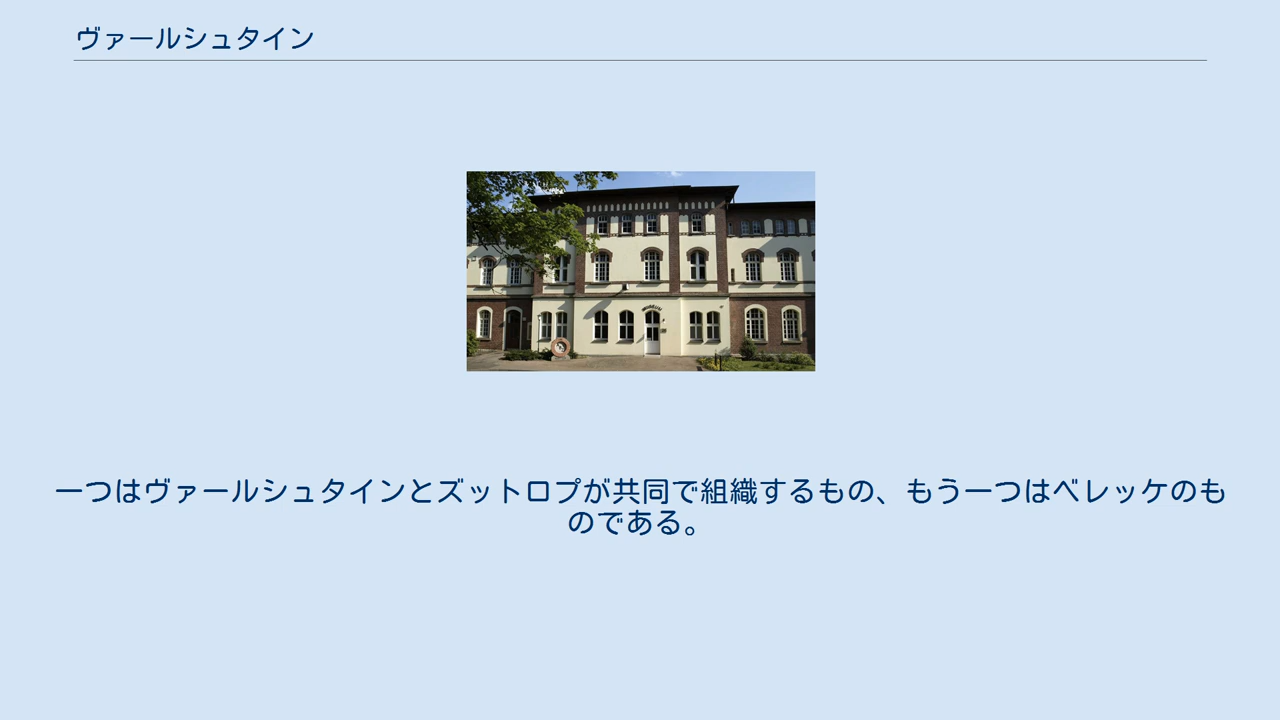 ヴァールシュタイン
一つはヴァールシュタインとズットロプが共同で組織するもの、もう一つはベレッケのも
のである。